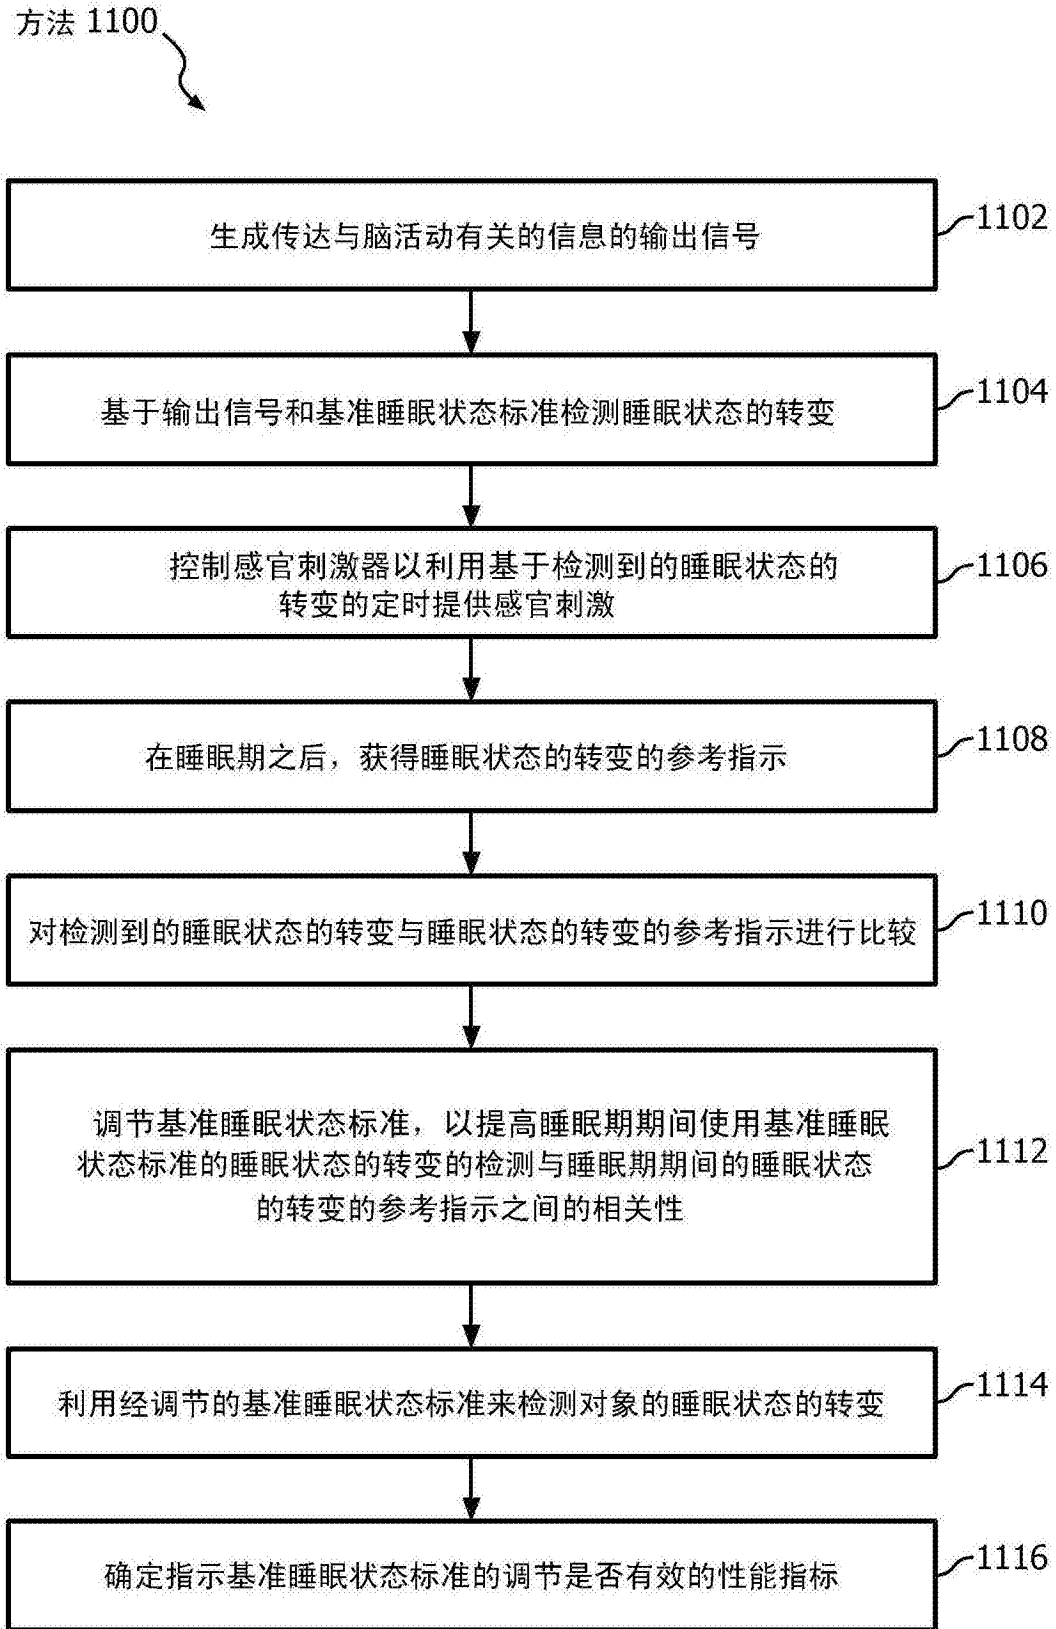 方法 1100
生成传达与脑活动有关的信息的输出信号
1102
基于输出信号和基准睡眠状态标准检测睡眠状态的转变
1104
控制感官刺激器以利用基于检测到的睡眠状态的
转变的定时提供感官刺激
1106
在睡眠期之后，获得睡眠状态的转变的参考指示
1108
对检测到的睡眠状态的转变与睡眠状态的转变的参考指示进行比较
1110
调节基准睡眠状态标准，以提高睡眠期期间使用基准睡眠
状态标准的睡眠状态的转变的检测与睡眠期期间的睡眠状态
的转变的参考指示之间的相关性
1112
利用经调节的基准睡眠状态标准来检测对象的睡眠状态的转变
1114
确定指示基准睡眠状态标准的调节是否有效的性能指标
1116